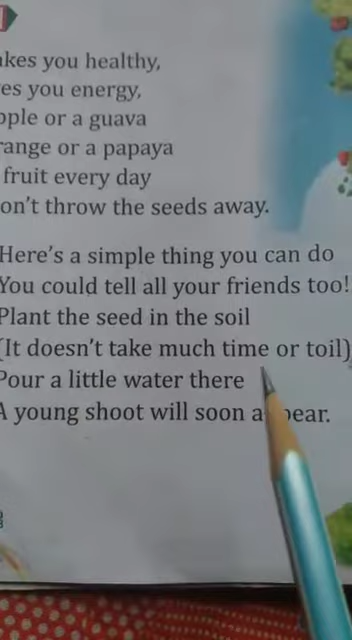 kes you healthy,
es you energy,
pple or a guava
range or a papaya
fruit every day
on't throw the seeds away.
Here's a simple thing you can do
You could tell all your friends too!
Plant the seed in the soil
(It doesn't take much time or toil)
Pour a little water there
A young shoot will soon a pear.